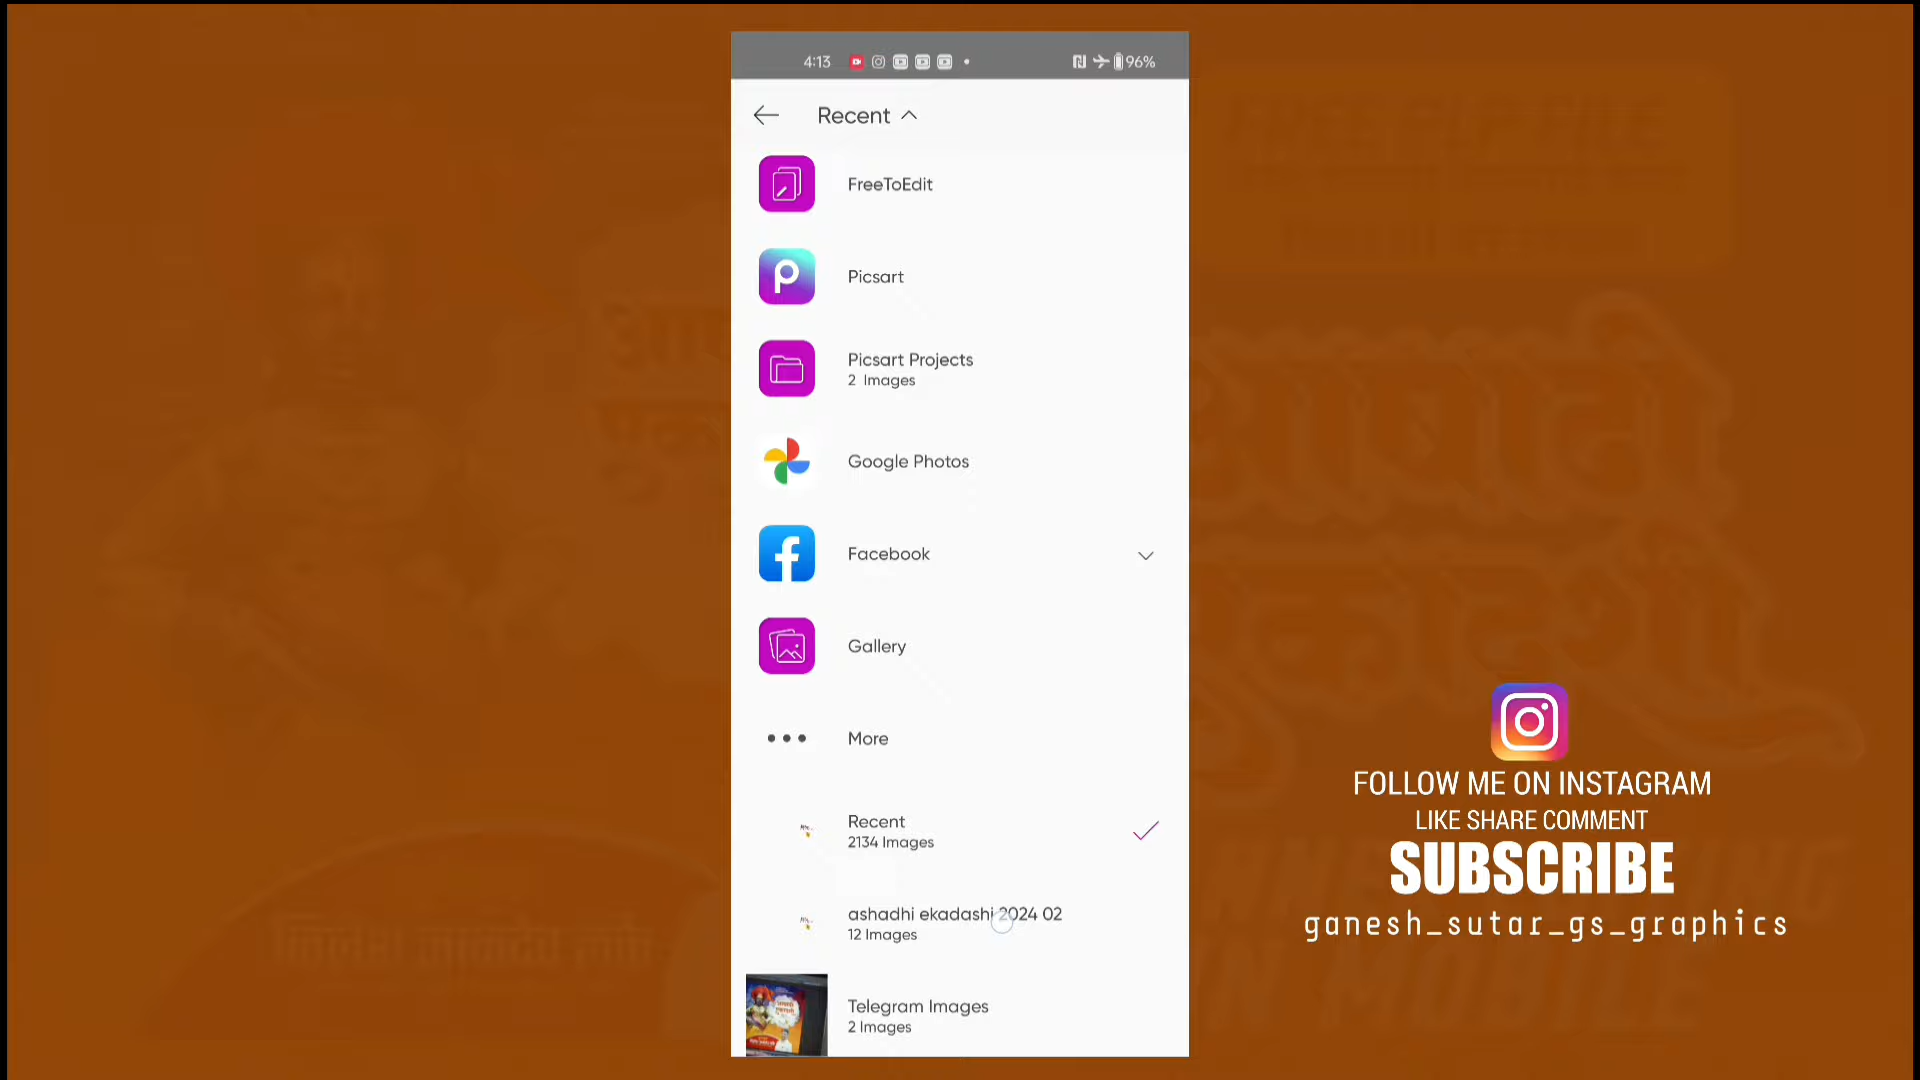 4:13
96%
Recent
FreeToEdit
Picsart
Picsart Projects
2 Images
Google Photos
Facebook
Gallery
More
Recent
2134 Images
ashadhi ekadashi 2024 02
12 Images
Telegram Images
2 Images
FOLLOW ME ON INSTAGRAM
LIKE SHARE COMMENT
SUBSCRIBE
ganesh_sutar_gs_graphics